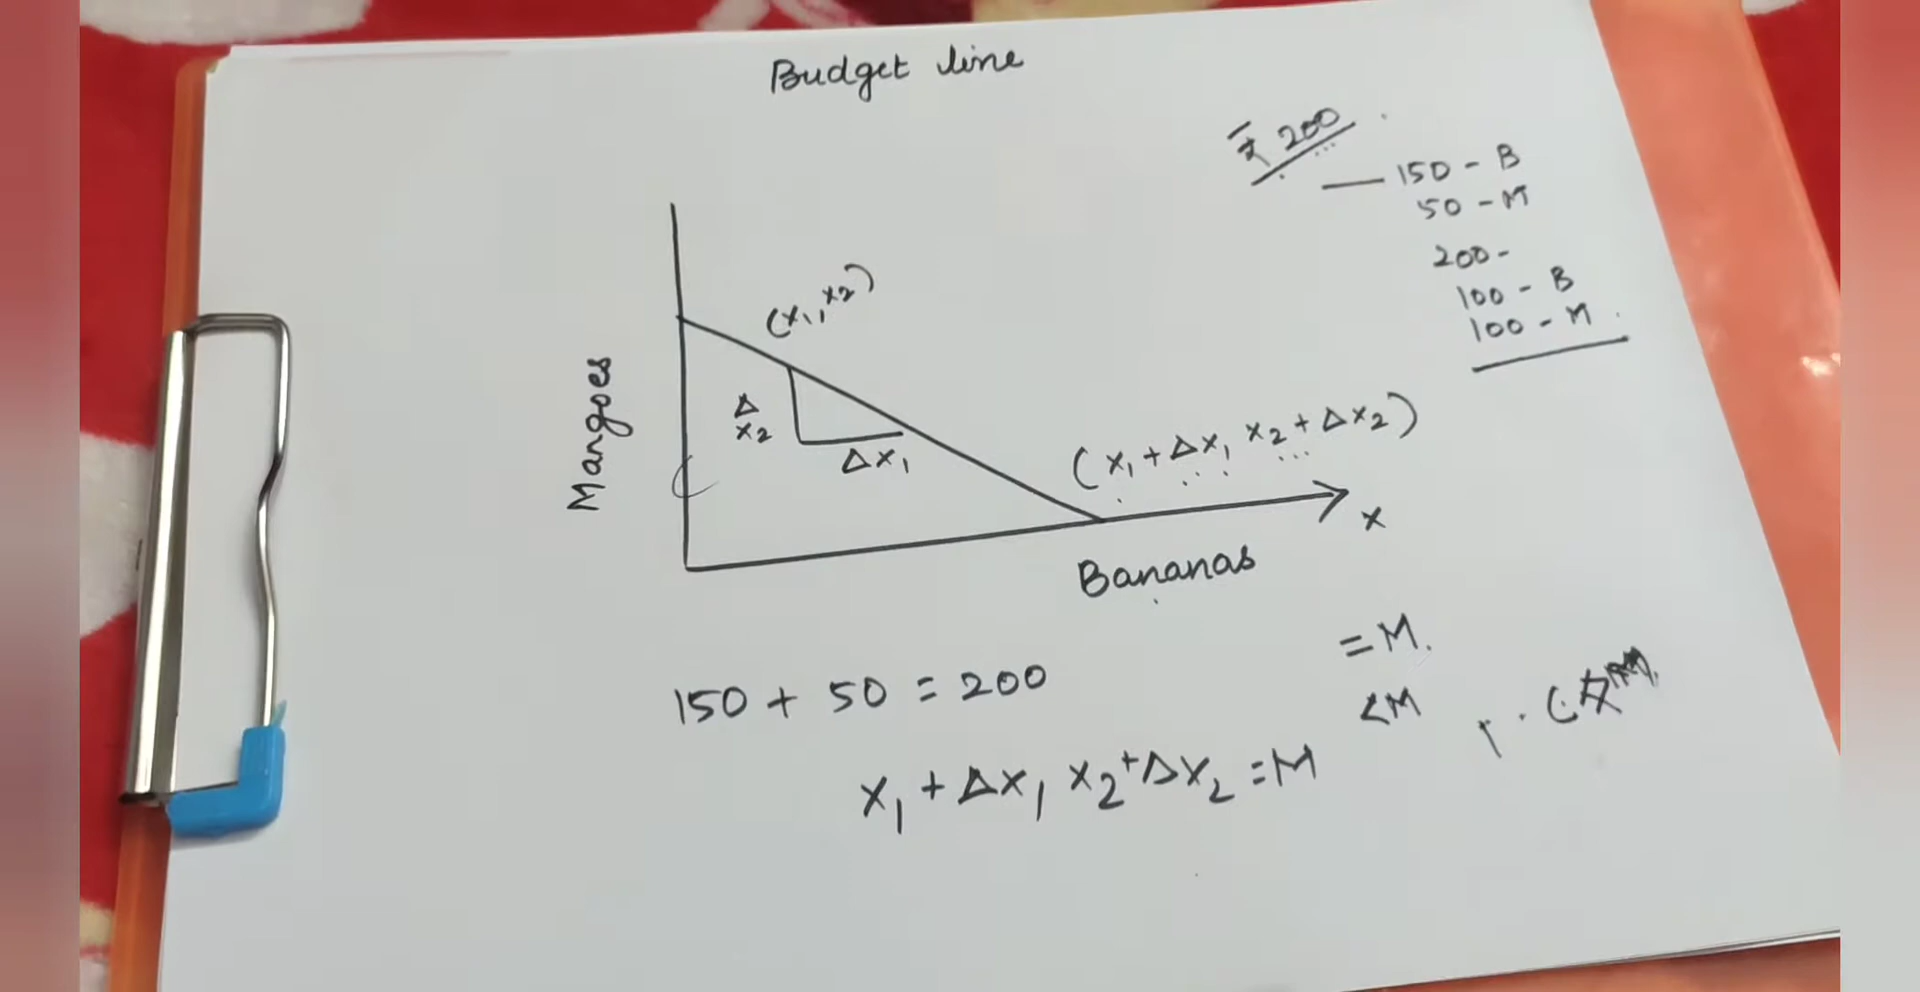 Budget line
₹ 200
150 - B
50 - M
200 -
100 - B
100 - M
(x₁, x₂)
Mangoes
Δ
x₂
Δx₁
(x₁ + Δx₁ x₂ + Δx₂)
x
Bananas
= M.
< M
150 + 50 = 200
x₁ + Δx₁ x₂ + Δx₂ = M